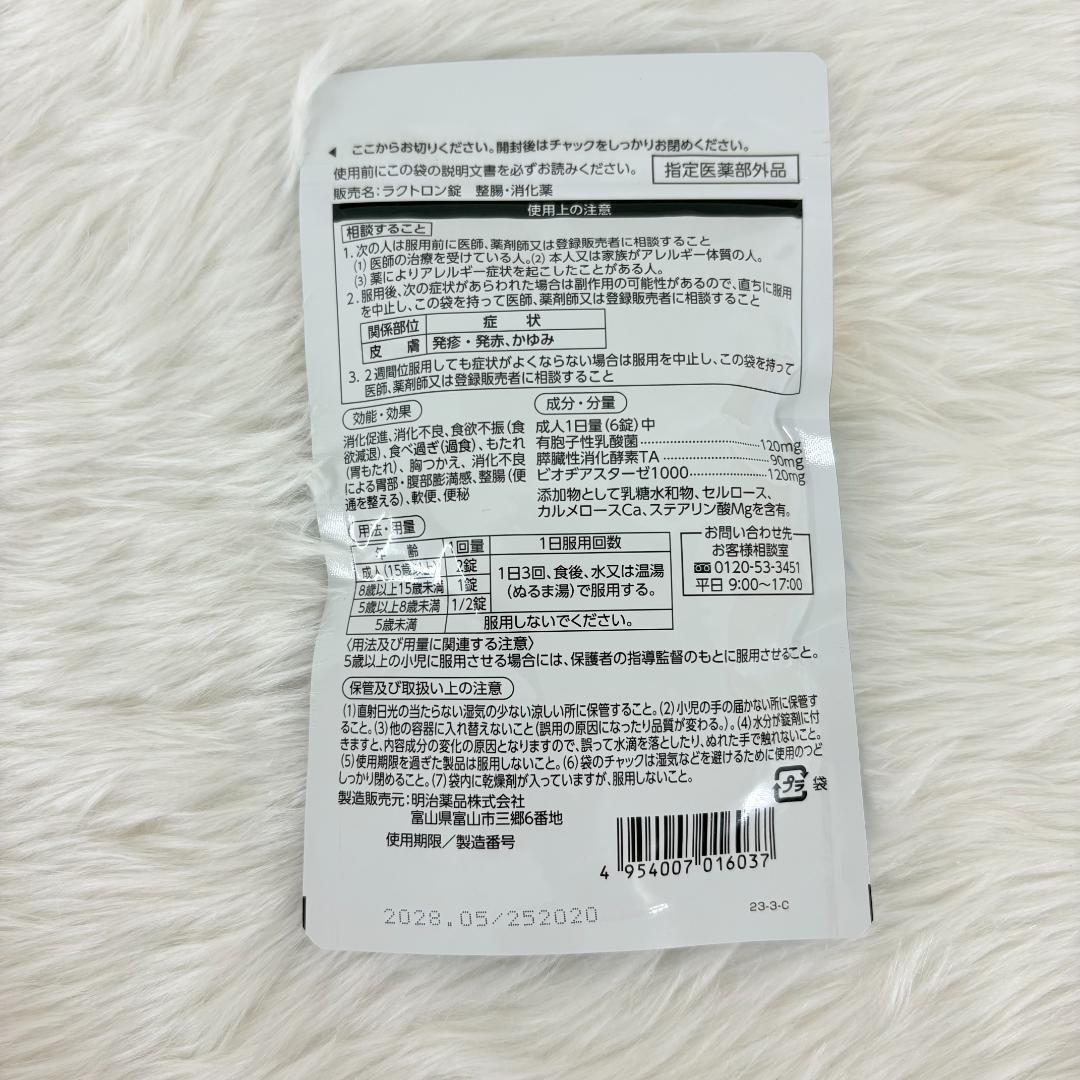 ここからお切りください。開封後はチャックをしっかりお閉めください。
使用前にこの袋の説明文書を必ずお読みください。
指定医薬部外品
販売名:ラクトロン錠 整腸・消化薬
使用上の注意
相談すること
1. 次の人は服用前に医師、薬剤師又は登録販売者に相談すること
(1) 医師の治療を受けている人。(2) 本人又は家族がアレルギー体質の人。
(3) 薬によりアレルギー症状を起こしたことがある人。
2. 服用後、次の症状があらわれた場合は副作用の可能性があるので、直ちに服用
を中止し、この袋を持って医師、薬剤師又は登録販売者に相談すること
関係部位 症 状
皮 膚 発疹・発赤、かゆみ
3. 2週間位服用しても症状がよくならない場合は服用を中止し、この袋を持って
医師、薬剤師又は登録販売者に相談すること
効能・効果
消化促進、消化不良、食欲不振(食
欲減退)、食べ過ぎ(過食)、もたれ
(胃もたれ)、胸つかえ、消化不良
による胃部・腹部膨満感、整腸(便
通を整える)、軟便、便秘
成分・分量
成人1日量(6錠)中
有胞子性乳酸菌 120mg
膵臓性消化酵素TA 90mg
ビオヂアスターゼ1000 120mg
添加物として乳糖水和物、セルロース、
カルメロースCa、ステアリン酸Mgを含有。
用法・用量
年 齢 1回量 1日服用回数
成人(15歳以上) 2錠
8歳以上15歳未満 1錠
5歳以上8歳未満 1/2錠
1日3回、食後、水又は温湯
(ぬるま湯)で服用する。
5歳未満 服用しないでください。
お問い合わせ先
お客様相談室
0120-53-3451
平日 9:00〜17:00
〈用法及び用量に関連する注意〉
5歳以上の小児に服用させる場合には、保護者の指導監督のもとに服用させること。
保管及び取扱い上の注意
(1)直射日光の当たらない湿気の少ない涼しい所に保管すること。(2)小児の手の届かない所に保管す
ること。(3)他の容器に入れ替えないこと(誤用の原因になったり品質が変わる。)。(4)水分が錠剤に付
きますと、内容成分の変化の原因となりますので、誤って水滴を落としたり、ぬれた手で触れないこと。
(5)使用期限を過ぎた製品は服用しないこと。(6)袋のチャックは湿気などを避けるために使用のつど
しっかり閉めること。(7)袋内に乾燥剤が入っていますが、服用しないこと。
プラ 袋
製造販売元:明治薬品株式会社
富山県富山市三郷6番地
使用期限/製造番号
4 954007 016037
2028.05/252020
23-3-C